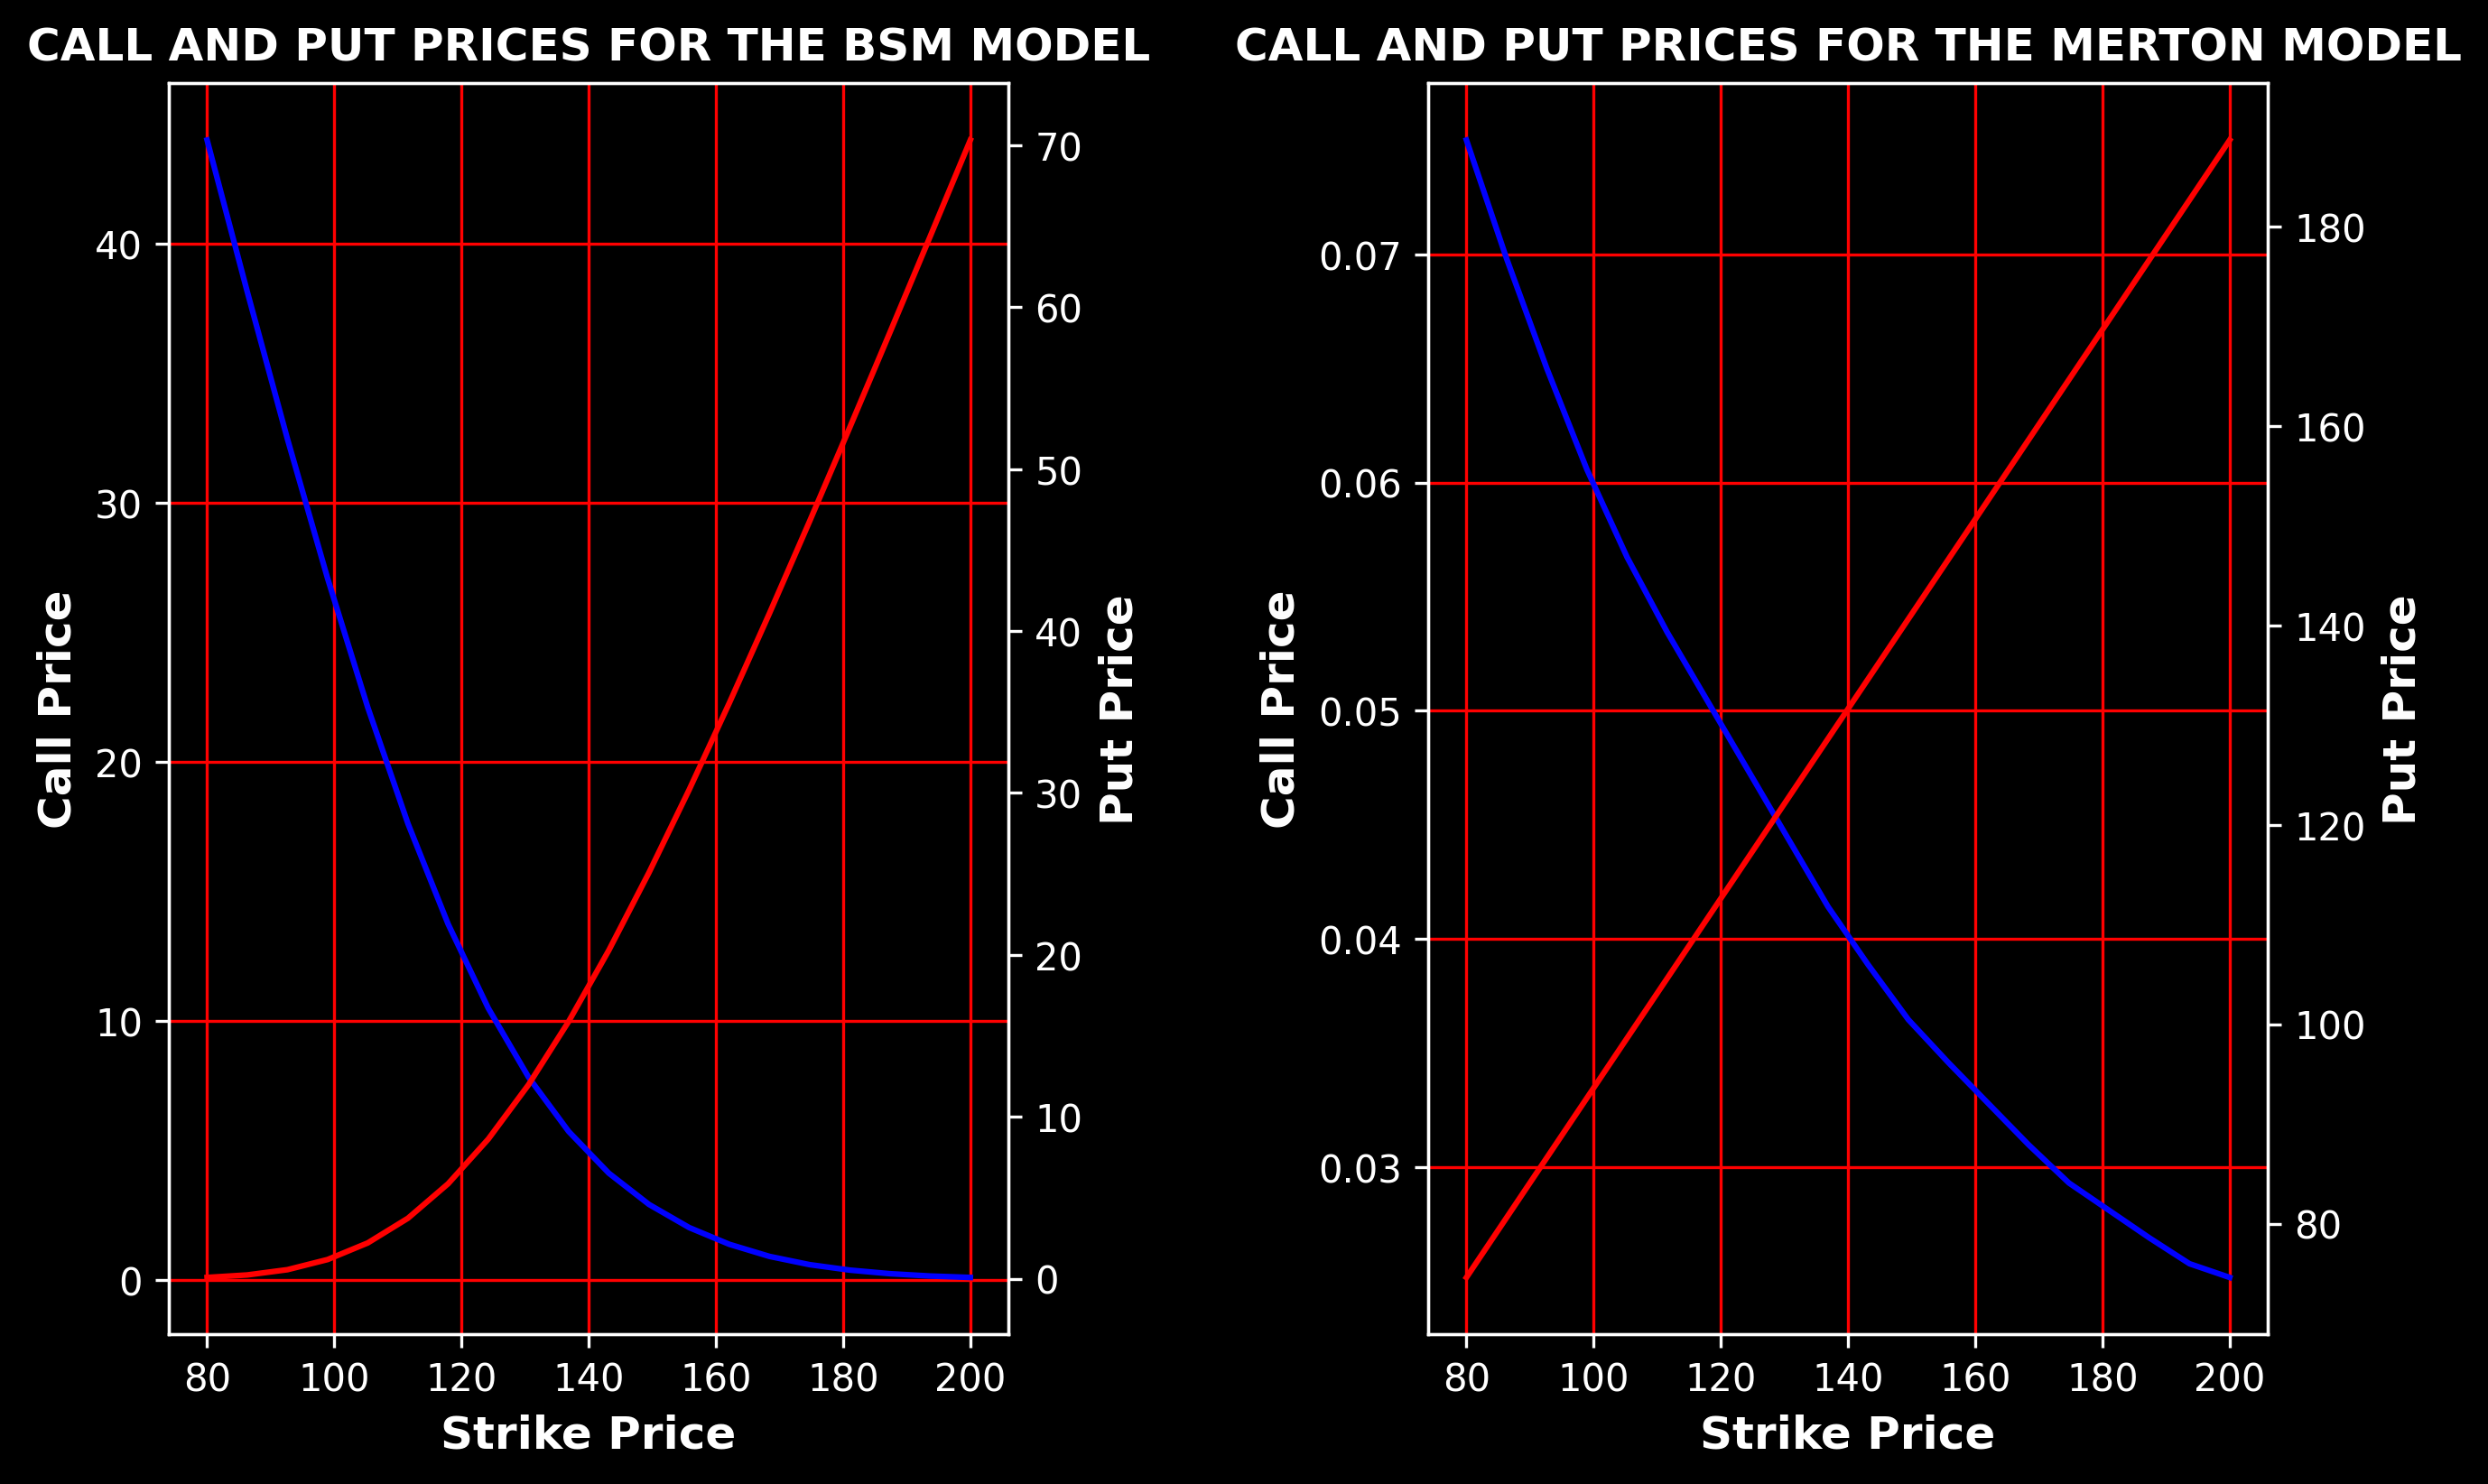 CALL AND PUT PRICES FOR THE BSM MODEL
Call Price
40
30
20
10
0
70
60
50
40
30
20
10
0
Put Price
80 100 120 140 160 180 200
Strike Price
CALL AND PUT PRICES FOR THE MERTON MODEL
Call Price
0.07
0.06
0.05
0.04
0.03
180
160
140
120
100
80
Put Price
80 100 120 140 160 180 200
Strike Price